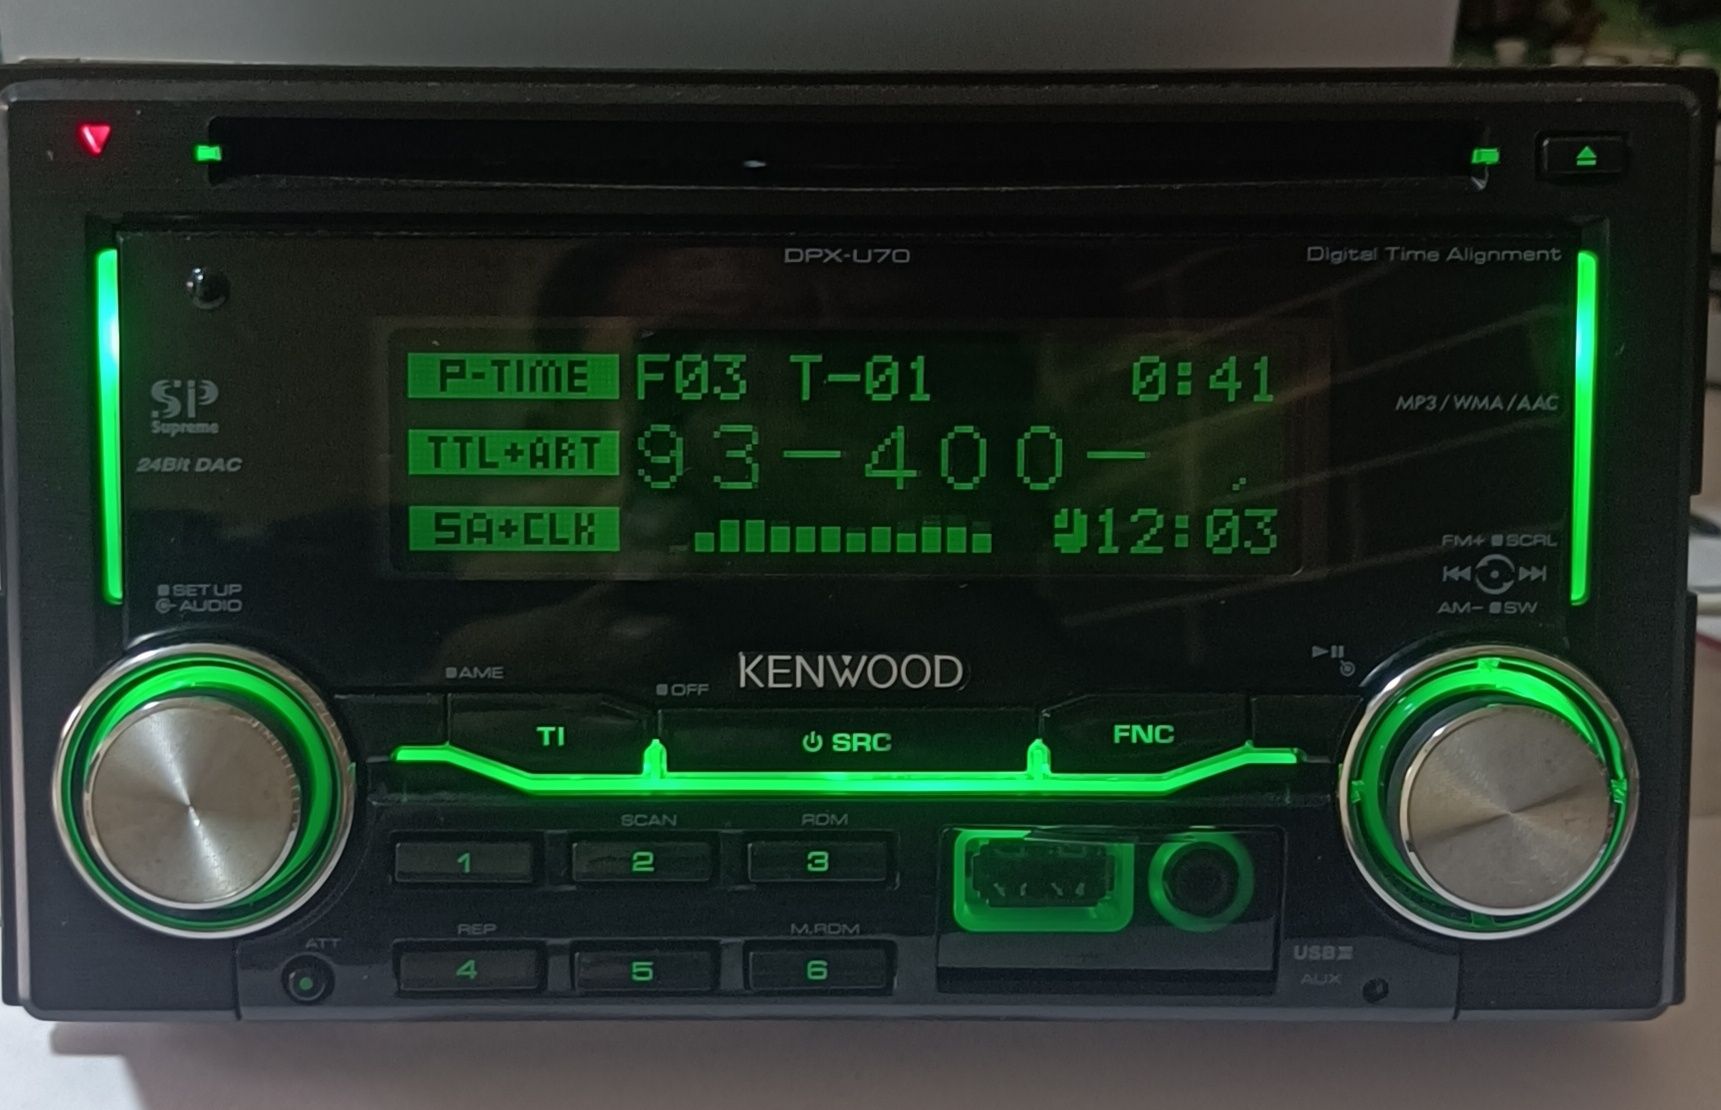 DPX-U70
Digital Time Alignment
SP
Supreme
24Bit DAC
P-TIME F03 T-01 0:41
TTL+ART 93-400-
SA+CLK 12:03
MP3/WMA/AAC
SET UP
AUDIO
FM+ SCRL
AM- SW
KENWOOD
AME
OFF
TI
SRC
FNC
SCAN
RDM
1 2 3
REP
M.RDM
4 5 6
ATT
USB
AUX